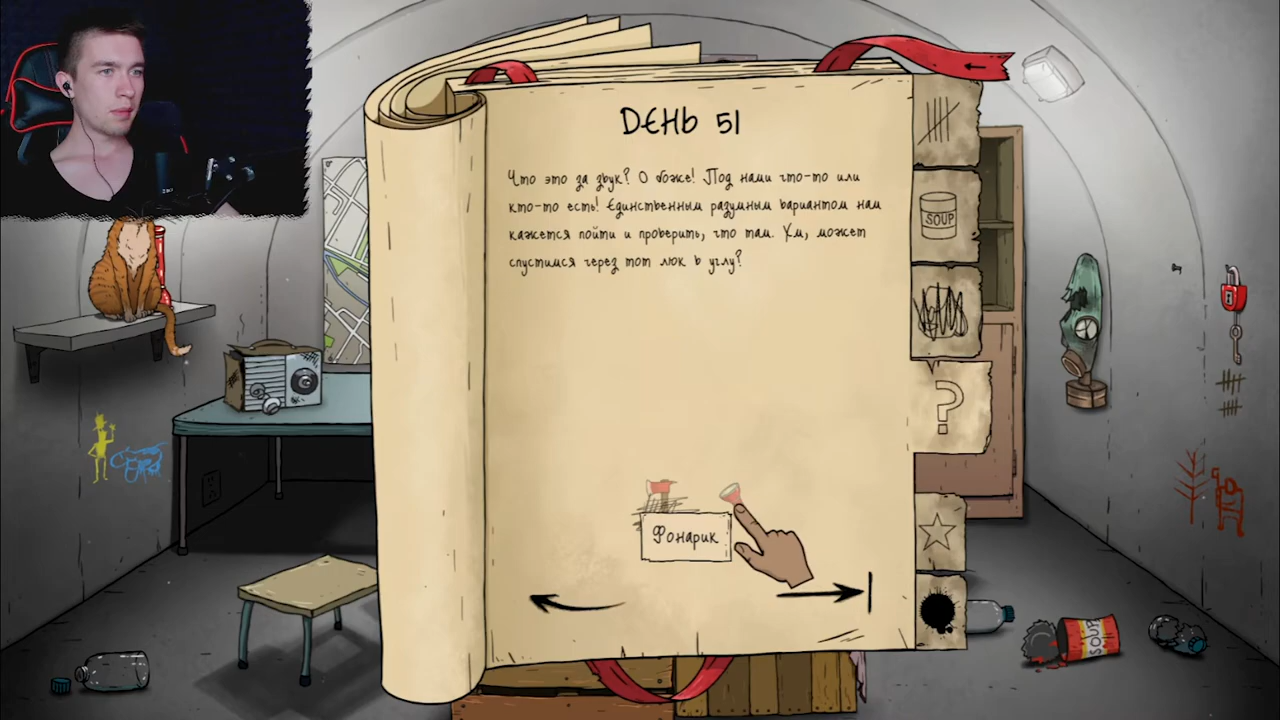 ДЕНЬ 51
Что это за звук? О боже! Под нами что-то или
кто-то есть! Единственным разумным вариантом нам
кажется пойти и проверить, что там. Хм, может
спустимся через тот люк в углу?
Фонарик
SOUP
SOUP